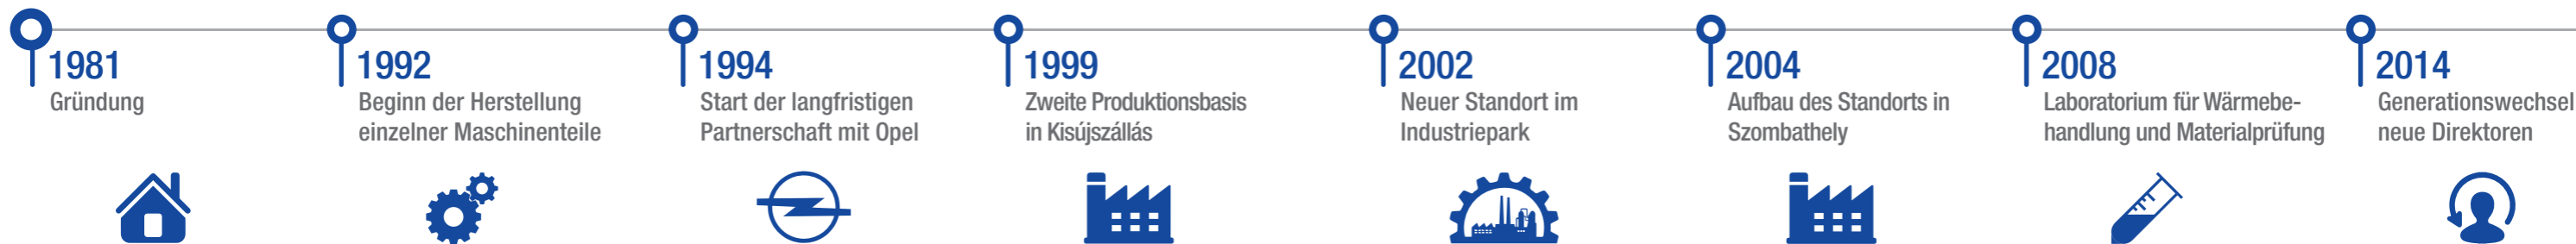 1981
Gründung
1992
Beginn der Herstellung
einzelner Maschinenteile
1994
Start der langfristigen
Partnerschaft mit Opel
1999
Zweite Produktionsbasis
in Kisújszállás
2002
Neuer Standort im
Industriepark
2004
Aufbau des Standorts in
Szombathely
2008
Laboratorium für Wärmebe-
handlung und Materialprüfung
2014
Generationswechsel
neue Direktoren